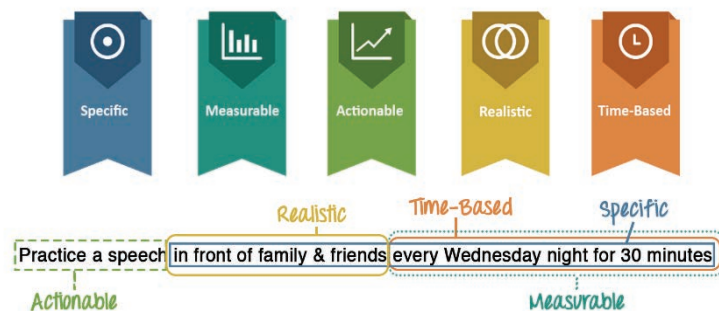 Specific Measurable Actionable Realistic Time-Based
Realistic Time-Based Specific
Practice a speech in front of family & friends every Wednesday night for 30 minutes
Actionable Measurable